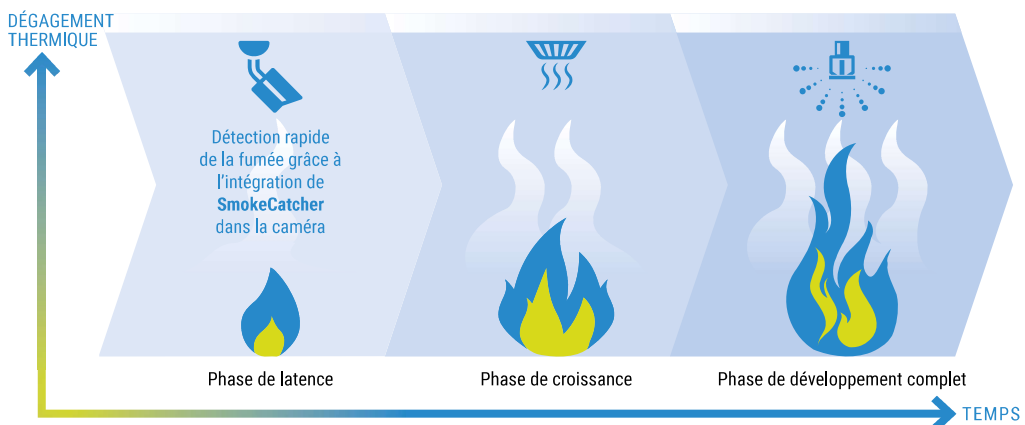 DÉGAGEMENT
THERMIQUE
Détection rapide
de la fumée grâce à
l'intégration de
SmokeCatcher
dans la caméra
Phase de latence
Phase de croissance
Phase de développement complet
TEMPS